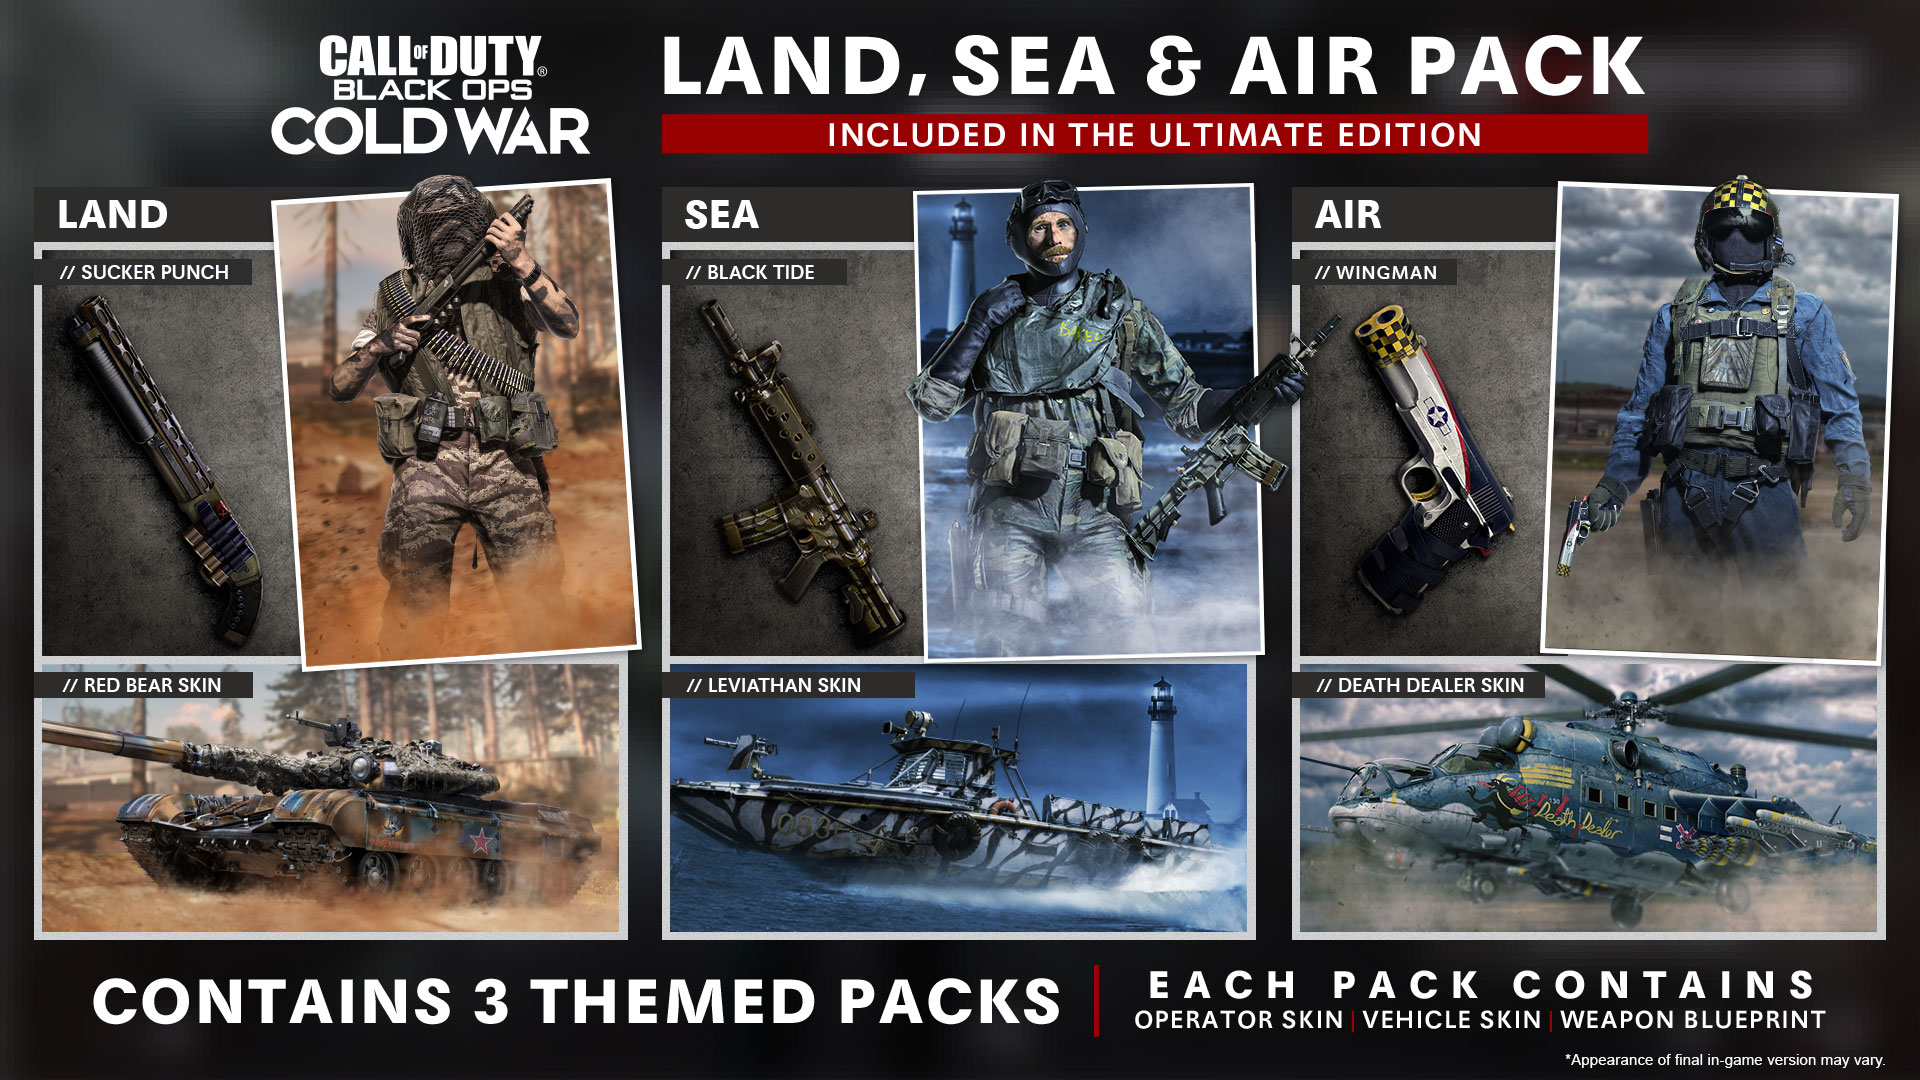 CALL OF DUTY®
BLACK OPS
COLD WAR
LAND, SEA & AIR PACK
INCLUDED IN THE ULTIMATE EDITION
LAND
// SUCKER PUNCH
// RED BEAR SKIN
SEA
// BLACK TIDE
BAKER
// LEVIATHAN SKIN
AIR
// WINGMAN
// DEATH DEALER SKIN
Death Dealer
CONTAINS 3 THEMED PACKS
EACH PACK CONTAINS
OPERATOR SKIN | VEHICLE SKIN | WEAPON BLUEPRINT
*Appearance of final in-game version may vary.